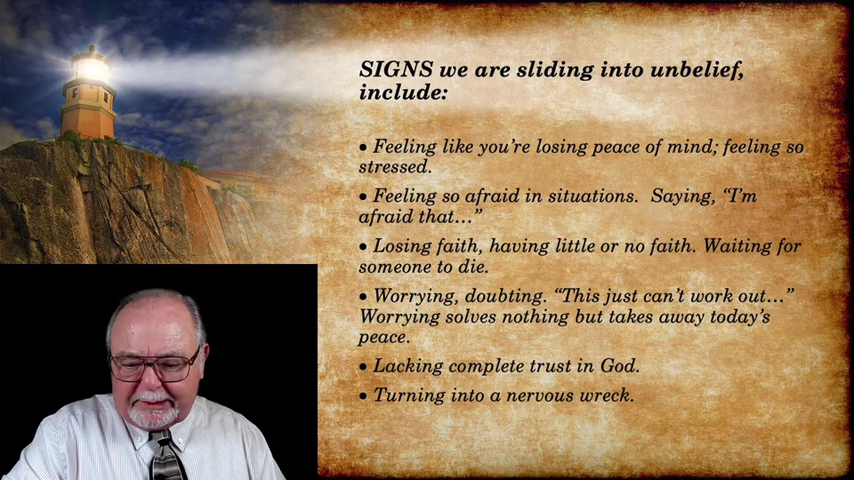 SIGNS we are sliding into unbelief,
include:
• Feeling like you're losing peace of mind; feeling so
stressed.
• Feeling so afraid in situations.  Saying, “I'm
afraid that…”
• Losing faith, having little or no faith. Waiting for
someone to die.
• Worrying, doubting. “This just can't work out…”
Worrying solves nothing but takes away today's
peace.
• Lacking complete trust in God.
• Turning into a nervous wreck.